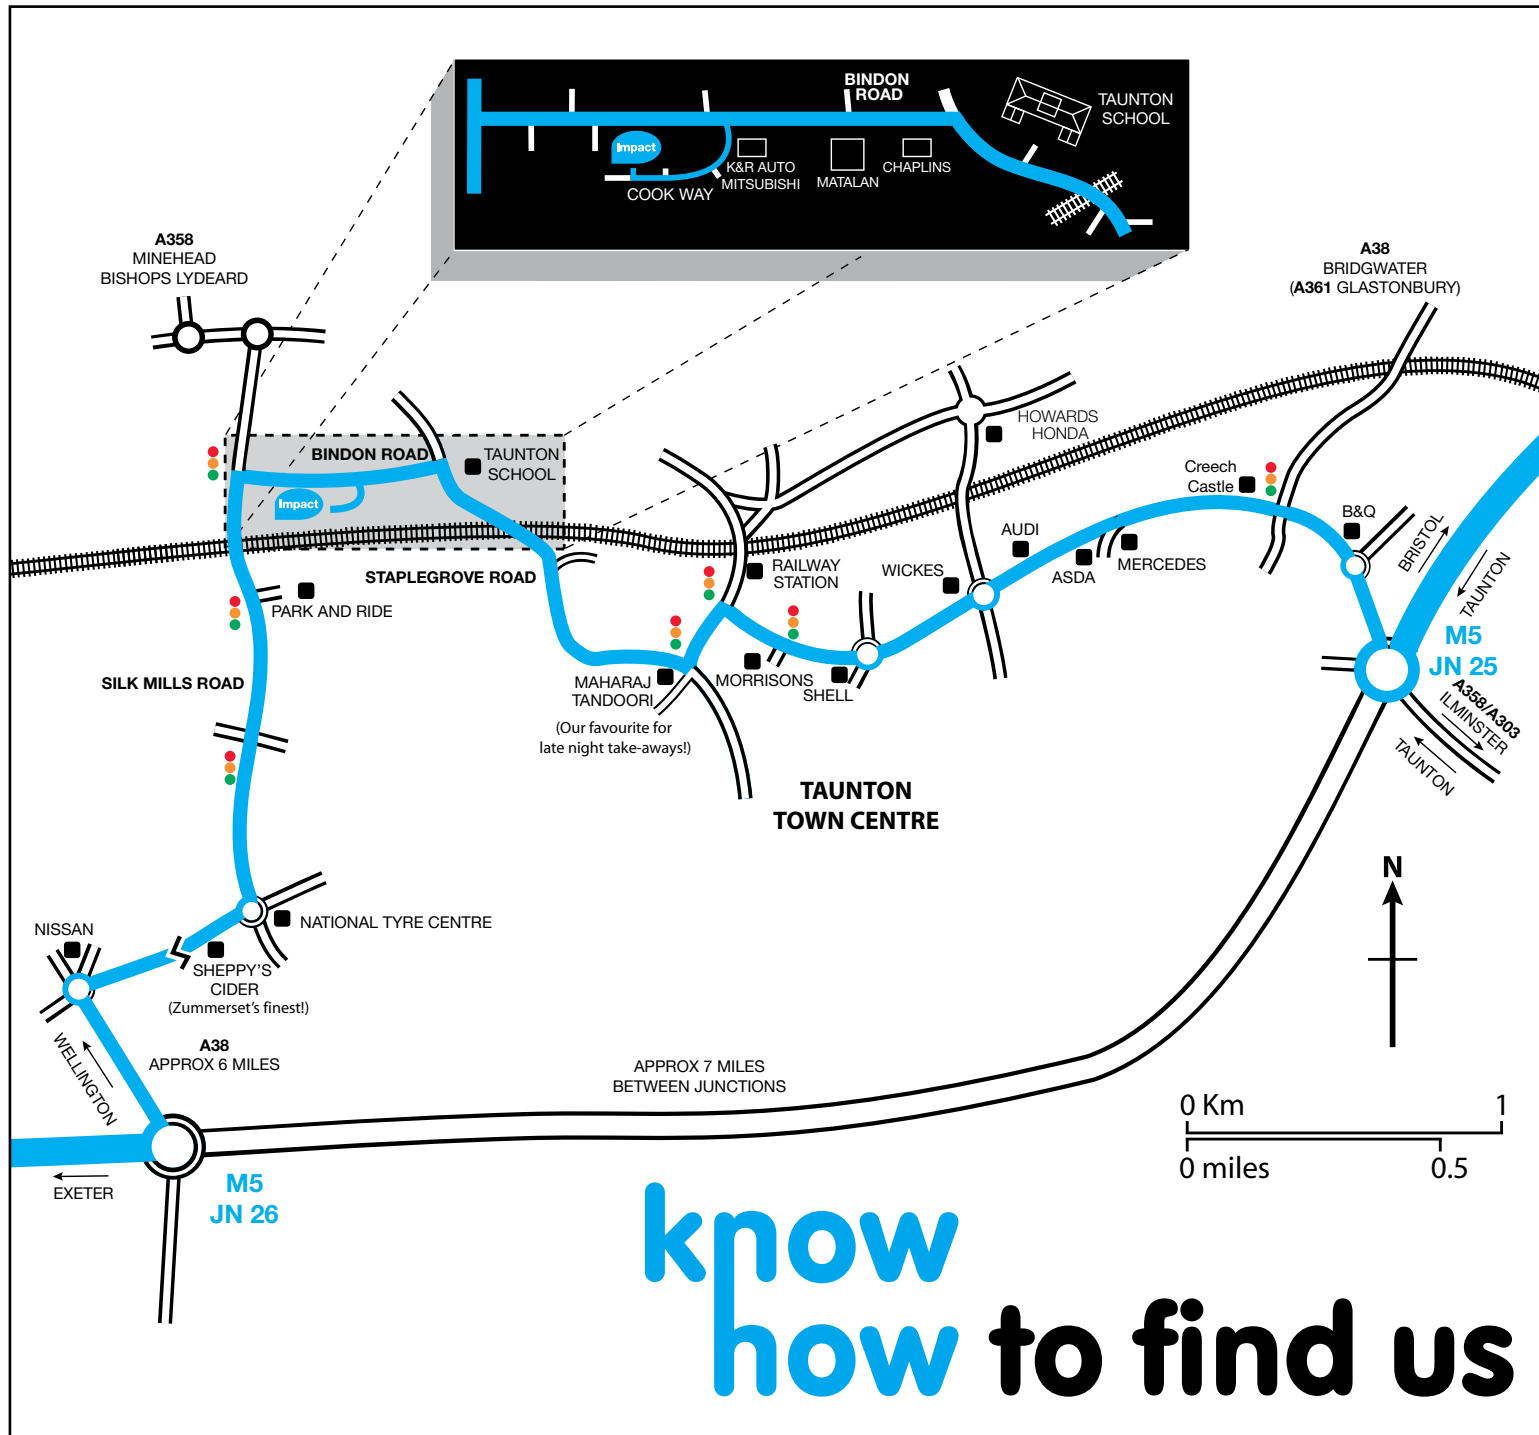 BINDON
ROAD
TAUNTON
SCHOOL
Impact
K&R AUTO
MITSUBISHI
MATALAN
CHAPLINS
COOK WAY
A358
MINEHEAD
BISHOPS LYDEARD
A38
BRIDGWATER
(A361 GLASTONBURY)
HOWARDS
HONDA
BINDON ROAD
TAUNTON
SCHOOL
Impact
Creech
Castle
B&Q
BRISTOL
TAUNTON
AUDI
ASDA
MERCEDES
WICKES
RAILWAY
STATION
STAPLEGROVE ROAD
PARK AND RIDE
M5
JN 25
SILK MILLS ROAD
MAHARAJ
TANDOORI
(Our favourite for
late night take-aways!)
MORRISONS
SHELL
A358/A303
ILMINSTER
TAUNTON
TAUNTON
TOWN CENTRE
N
NISSAN
NATIONAL TYRE CENTRE
SHEPPY'S
CIDER
(Zummerset's finest!)
WELLINGTON
A38
APPROX 6 MILES
APPROX 7 MILES
BETWEEN JUNCTIONS
0 Km 1
0 miles 0.5
EXETER
M5
JN 26
know
how to find us